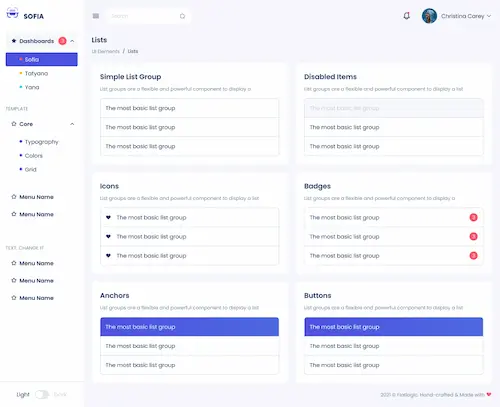 SOFIA
Search
Christina Carey
Dashboards
Sofia
Tatyana
Yana
TEMPLATE
Core
Typography
Colors
Grid
Menu Name
Menu Name
TEXT, CHANGE IT
Menu Name
Menu Name
Menu Name
Light
Dark
Lists
UI Elements / Lists
Simple List Group
List groups are a flexible and powerful component to display a
The most basic list group
The most basic list group
The most basic list group
Disabled Items
List groups are a flexible and powerful component to display a list
The most basic list group
The most basic list group
The most basic list group
Icons
List groups are a flexible and powerful component to display a list
The most basic list group
The most basic list group
The most basic list group
Badges
List groups are a flexible and powerful component to display a
The most basic list group
The most basic list group
The most basic list group
Anchors
List groups are a flexible and powerful component to display a list
The most basic list group
The most basic list group
The most basic list group
Buttons
List groups are a flexible and powerful component to display a list
The most basic list group
The most basic list group
The most basic list group
2021 © Fixelogic Hand-crafted & Made with